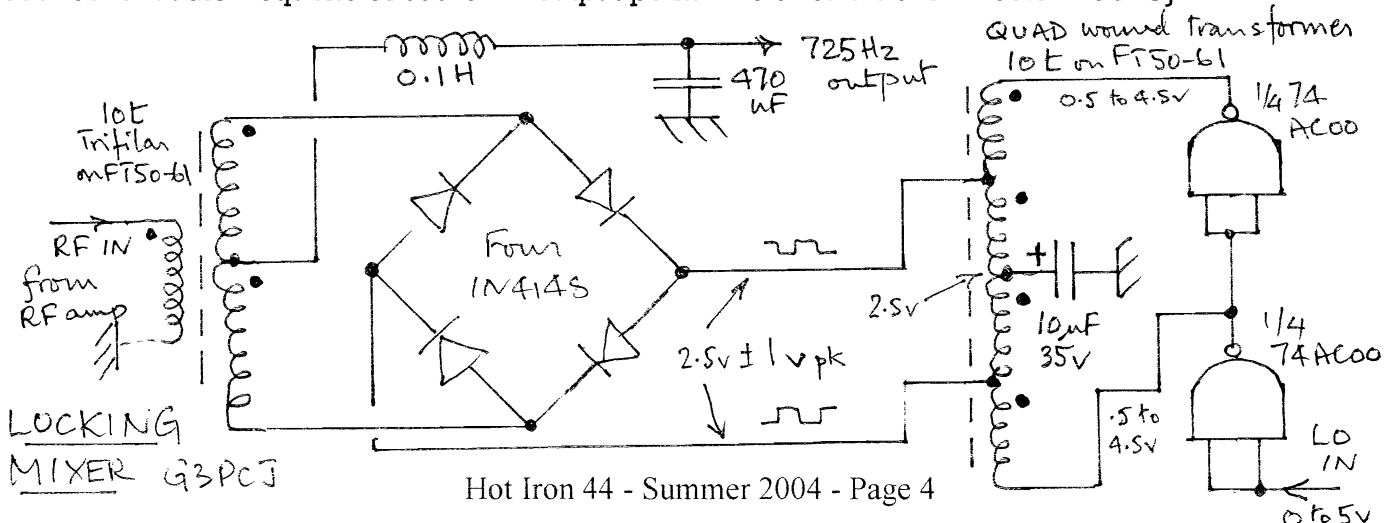 0.1H
725Hz
output
470
uF
QUAD wound Transformer
10t on FT50-61
0.5 to 4.5v
1/4 74
AC00
10t
Trifilar
on FT50-61
RF IN
from
RF amp
Four
1N4148
2.5v ± 1v pk
2.5v
+
10uF
35v
1/4
74AC00
.5 to
4.5v
LO
IN
0 to 5v
LOCKING
MIXER G3PCJ
Hot Iron 44 - Summer 2004 - Page 4